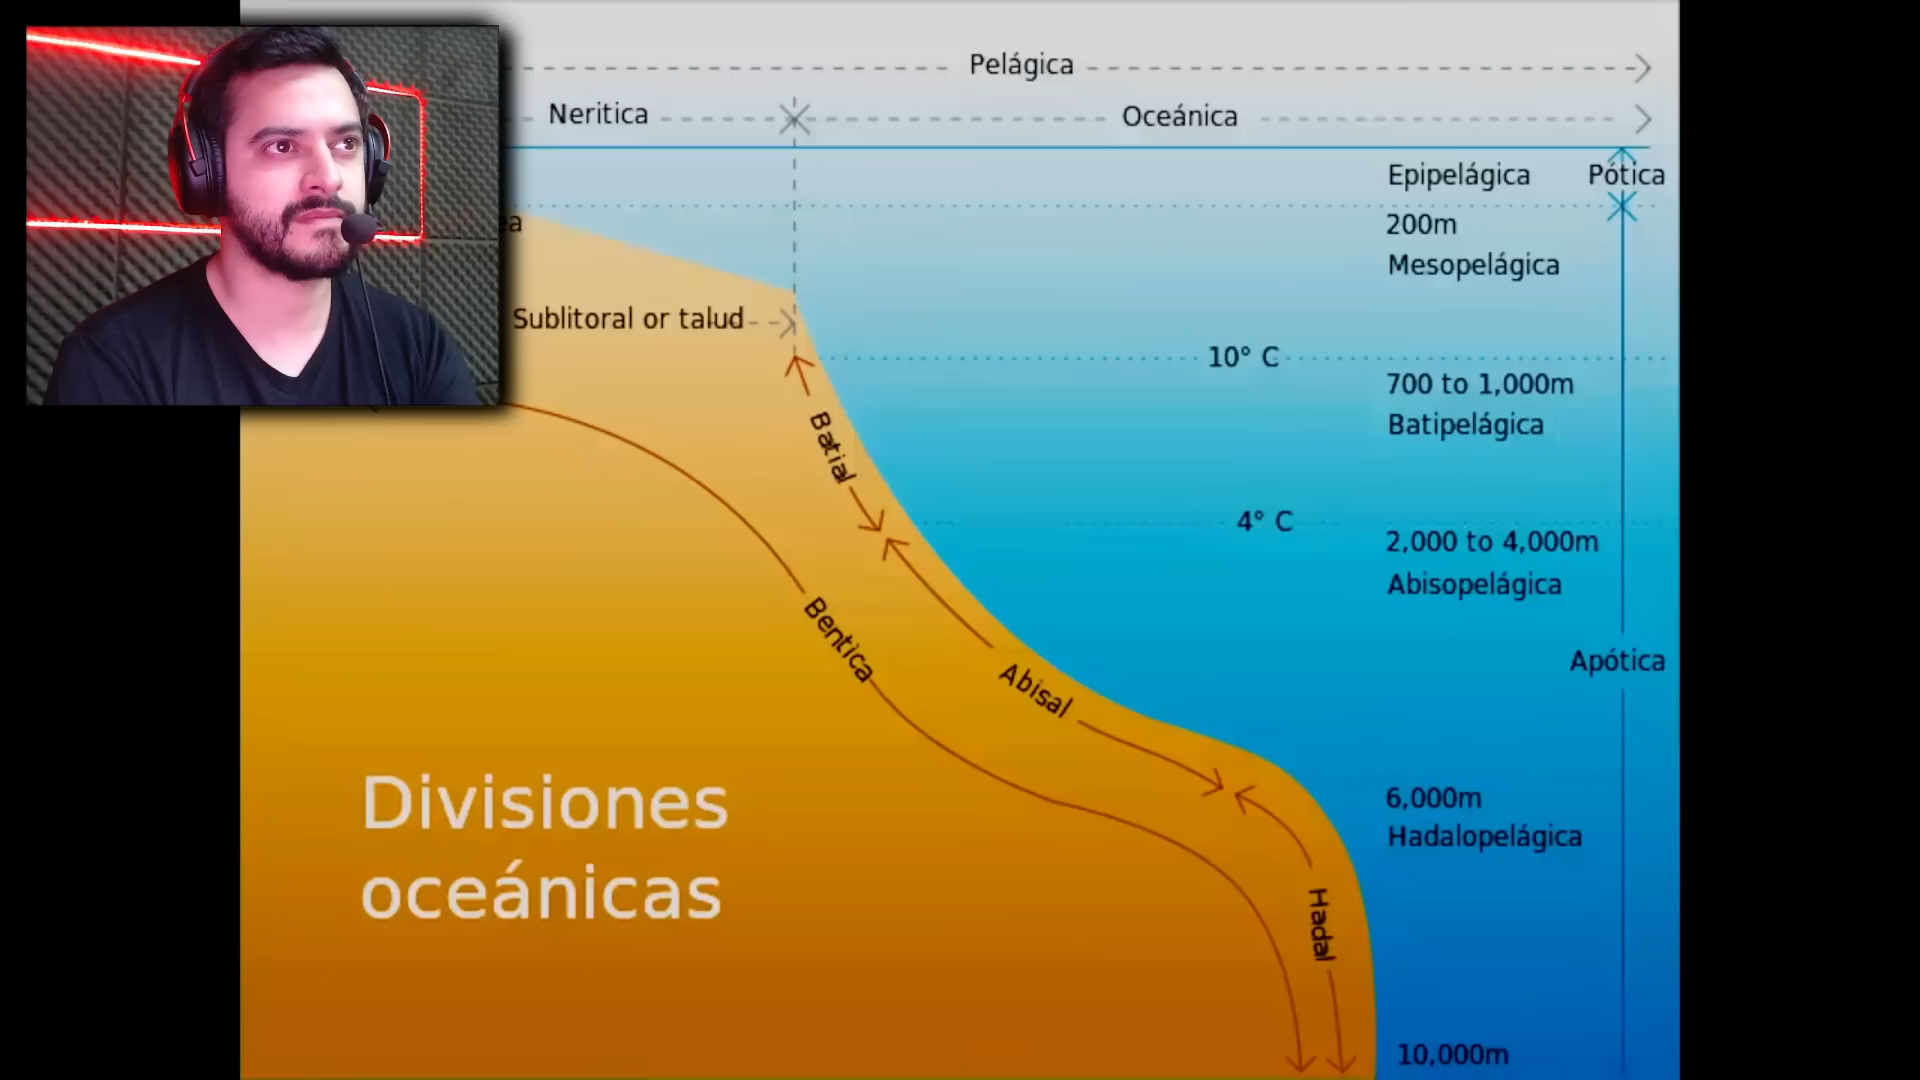 Pelágica
Neritica
Oceánica
Epipelágica
Pótica
200m
Mesopelágica
Sublitoral or talud
10° C
700 to 1,000m
Batipelágica
Batial
4° C
2,000 to 4,000m
Abisopelágica
Bentica
Abisal
Apótica
6,000m
Hadalopelágica
Divisiones
oceánicas
Hadal
10,000m